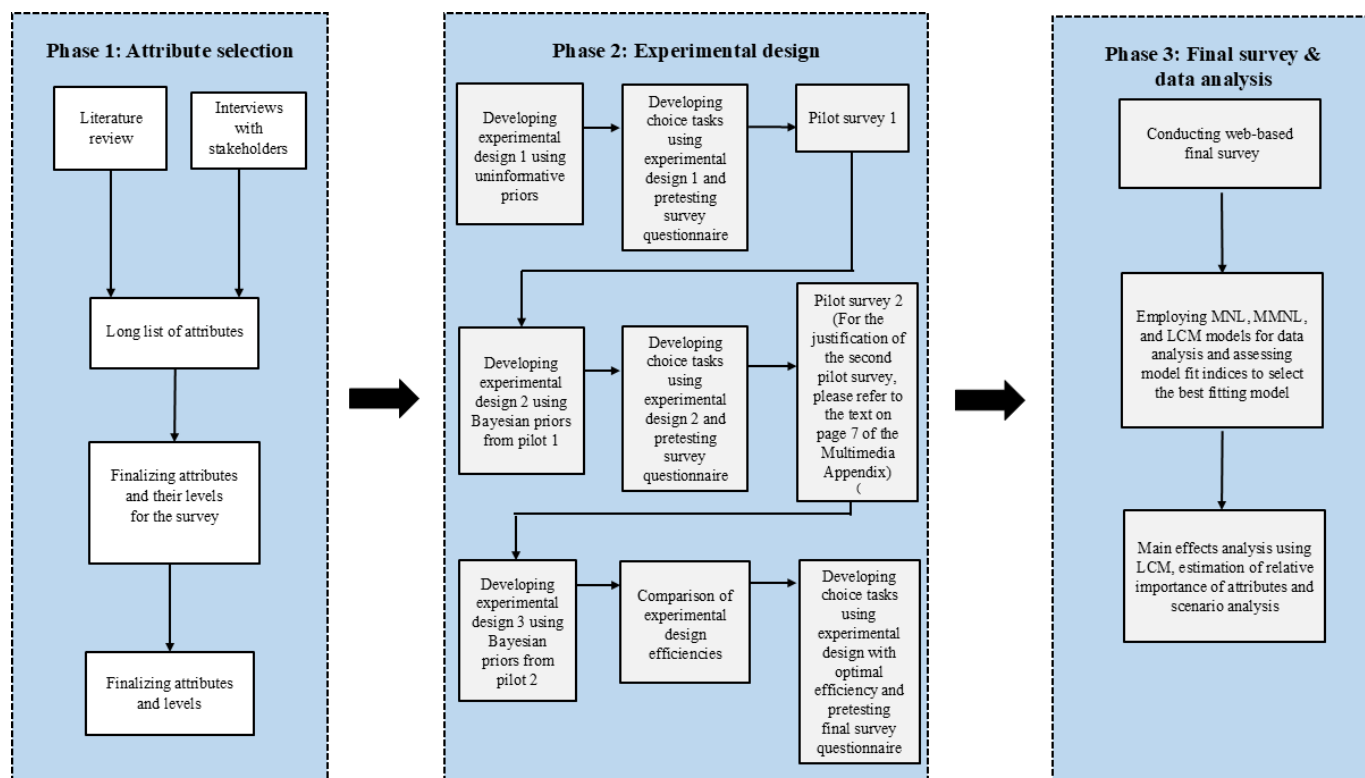 Phase 1: Attribute selection
Literature
review
Interviews
with
stakeholders
Long list of attributes
Finalizing attributes
and their levels
for the survey
Finalizing attributes
and levels
Phase 2: Experimental design
Developing
experimental
design 1 using
uninformative
priors
Developing
choice tasks
using
experimental
design 1 and
pretesting
survey
questionnaire
Pilot survey 1
Developing
experimental
design 2 using
Bayesian priors
from pilot 1
Developing
choice tasks
using
experimental
design 2 and
pretesting
survey
questionnaire
Pilot survey 2
(For the
justification of
the second
pilot survey,
please refer to
the text on
page 7 of the
Multimedia
Appendix)
(
Developing
experimental
design 3 using
Bayesian
priors from
pilot 2
Comparison of
experimental
design
efficiencies
Developing
choice tasks
using
experimental
design with
optimal
efficiency and
pretesting
final survey
questionnaire
Phase 3: Final survey &
data analysis
Conducting web-based
final survey
Employing MNL, MMNL,
and LCM models for data
analysis and assessing
model fit indices to select
the best fitting model
Main effects analysis using
LCM, estimation of relative
importance of attributes and
scenario analysis